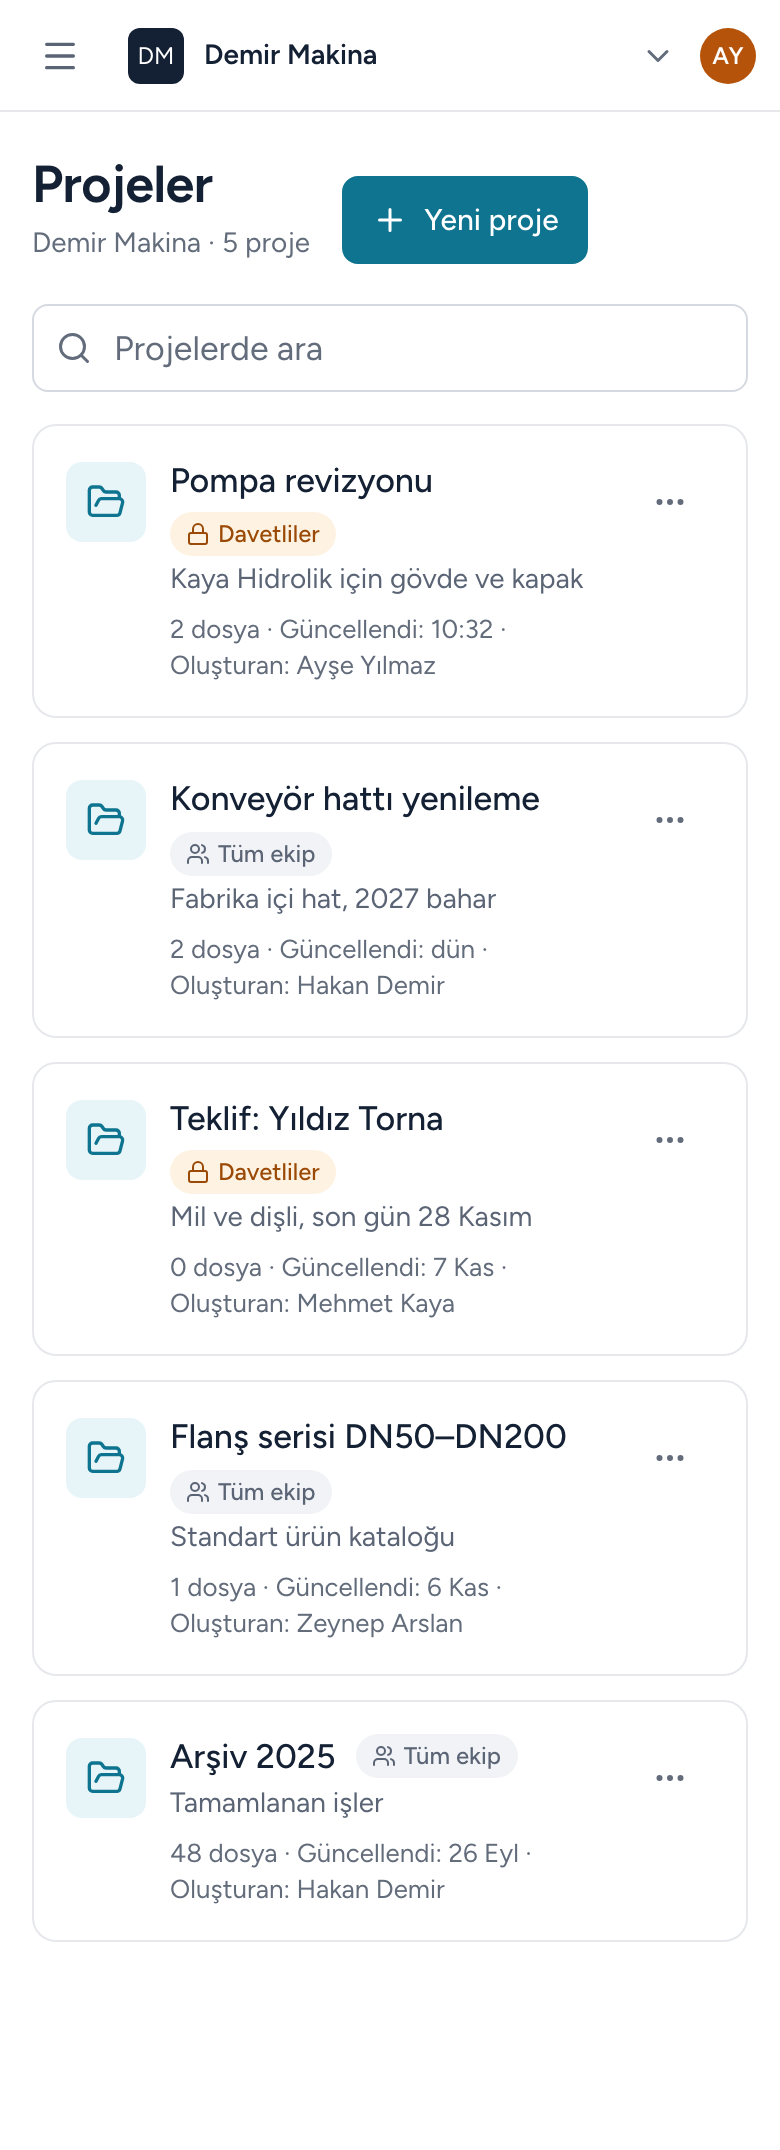 DM Demir Makina AY
Projeler
Demir Makina · 5 proje
Yeni proje
Projelerde ara
Pompa revizyonu
Davetliler
Kaya Hidrolik için gövde ve kapak
2 dosya · Güncellendi: 10:32 ·
Oluşturan: Ayşe Yılmaz
Konveyör hattı yenileme
Tüm ekip
Fabrika içi hat, 2027 bahar
2 dosya · Güncellendi: dün ·
Oluşturan: Hakan Demir
Teklif: Yıldız Torna
Davetliler
Mil ve dişli, son gün 28 Kasım
0 dosya · Güncellendi: 7 Kas ·
Oluşturan: Mehmet Kaya
Flanş serisi DN50–DN200
Tüm ekip
Standart ürün kataloğu
1 dosya · Güncellendi: 6 Kas ·
Oluşturan: Zeynep Arslan
Arşiv 2025 Tüm ekip
Tamamlanan işler
48 dosya · Güncellendi: 26 Eyl ·
Oluşturan: Hakan Demir